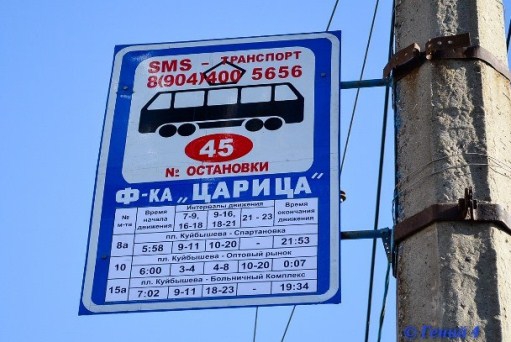 SMS - ТРАНСПОРТ
8(904)400 5656
45
№ ОСТАНОВКИ
Ф-КА „ЦАРИЦА"
№ м-та Время начала движения Интервалы движения 7-9, 16-18 9-16, 18-21 21 - 23 Время окончания движения
пл. Куйбышева - Спартановка
8а 5:58 9-11 10-20 - 21:53
пл. Куйбышева - Оптовый рынок
10 6:00 3-4 4-8 10-20 0:07
пл. Куйбышева - Больничный Комплекс
15а 7:02 9-11 18-23 - 19:34